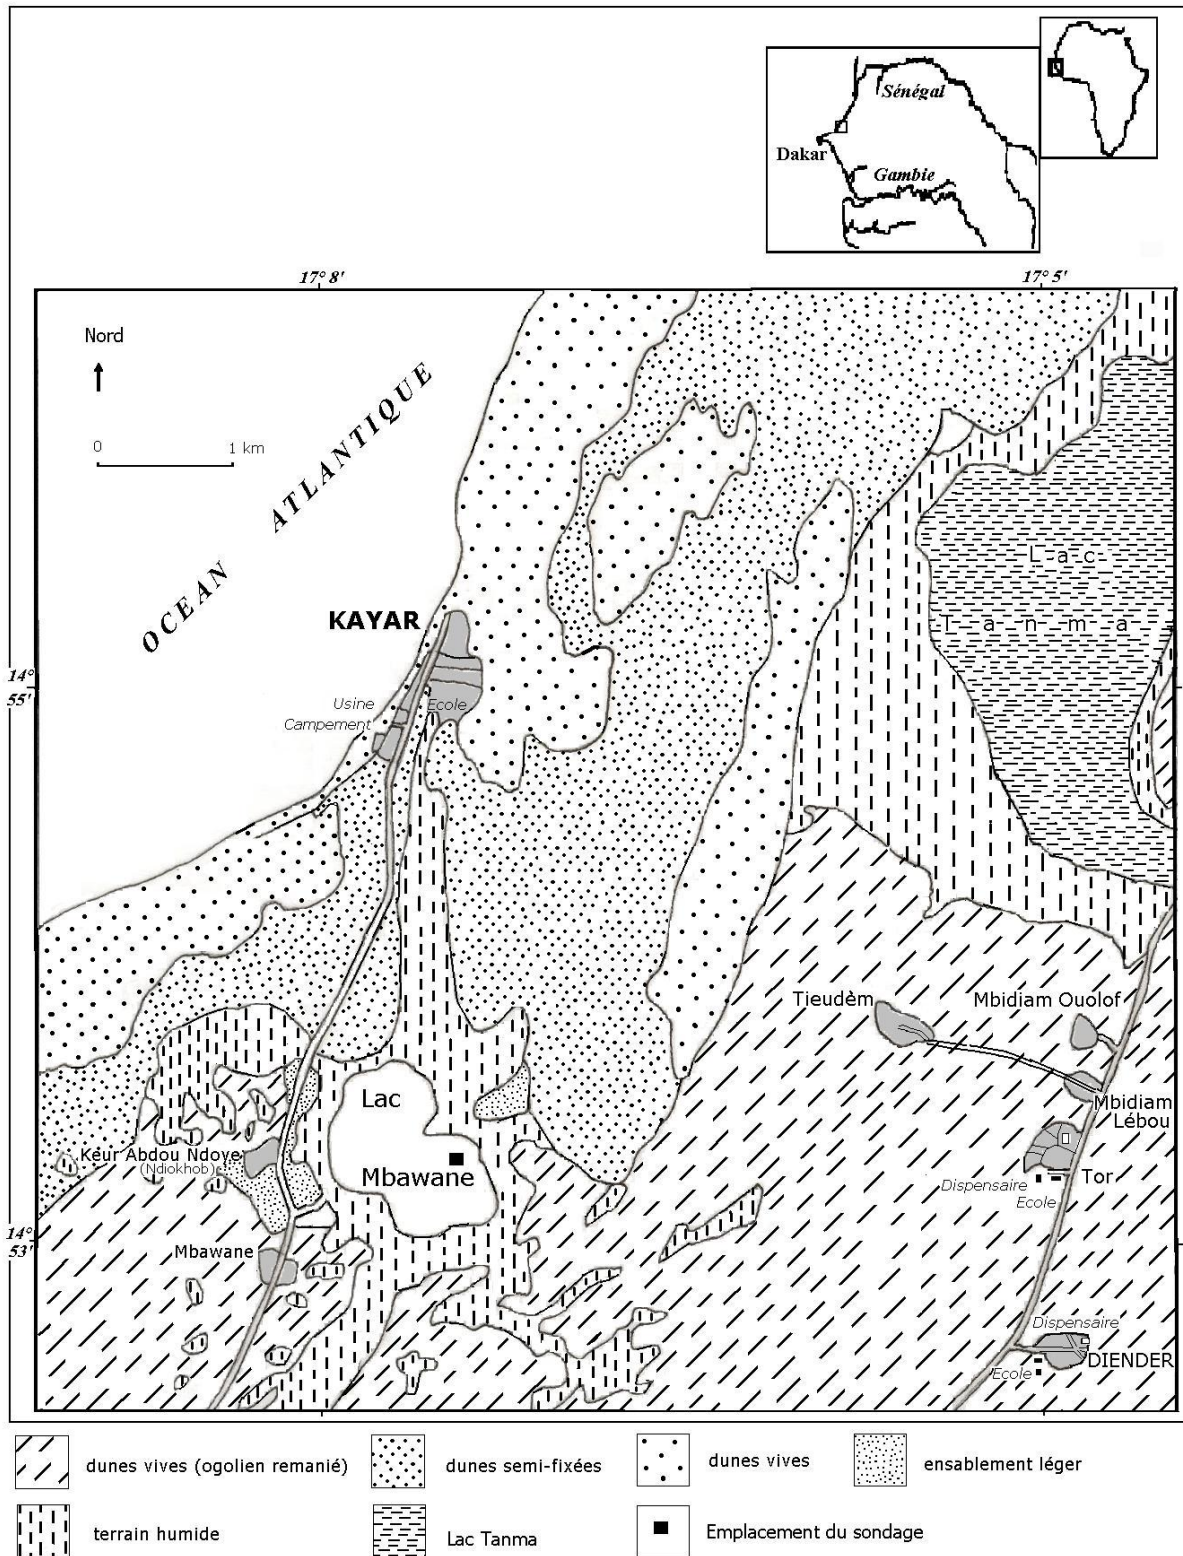 Sénégal
Dakar
Gambie
17° 8'
17° 5'
Nord
0 1 km
OCEAN ATLANTIQUE
Lac
Tanma
KAYAR
14°
55'
Usine
Ecole
Campement
Tieudèm
Mbidiam Ouolof
Lac
Mbawane
Mbidiam
Lébou
Keur Abdou Ndoye
(Ndiokhob)
Tor
Dispensaire
Ecole
14°
53'
Mbawane
Dispensaire
DIENDER
Ecole
dunes vives (ogolien remanié)
dunes semi-fixées
dunes vives
ensablement léger
terrain humide
Lac Tanma
Emplacement du sondage